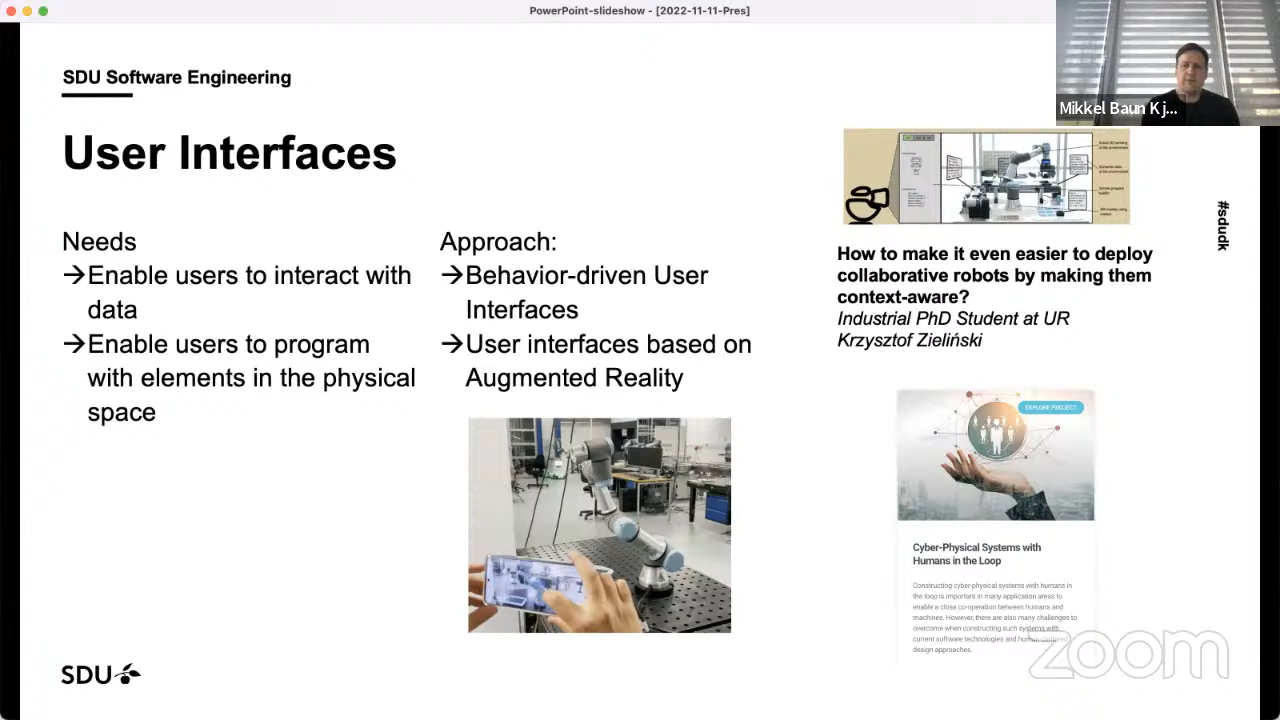 PowerPoint-slideshow - [2022-11-11-Pres]
SDU Software Engineering
Mikkel Baun Kj...
User Interfaces
#sdudk
Needs
→Enable users to interact with
data
→Enable users to program
with elements in the physical
space
Approach:
→Behavior-driven User
Interfaces
→User interfaces based on
Augmented Reality
How to make it even easier to deploy
collaborative robots by making them
context-aware?
Industrial PhD Student at UR
Krzysztof Zieliński
EXPLORE PROJECT
Cyber-Physical Systems with
Humans in the Loop
Constructing cyber-physical systems with humans in
the loop is important in many application areas to
enable a close co-operation between humans and
machines. However, there are also many challenges to
overcome when constructing such systems with
current software technologies and human-centered
design approaches.
SDU
zoom